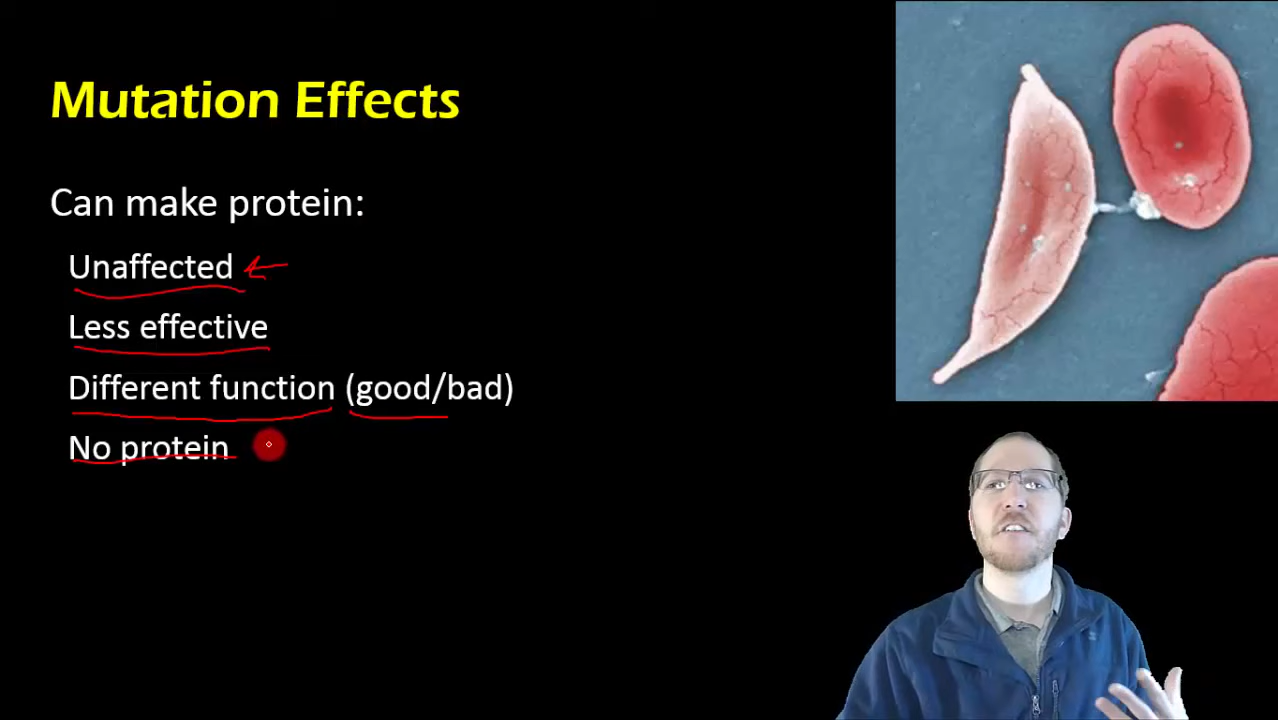 Mutation Effects
Can make protein:
Unaffected
Less effective
Different function (good/bad)
No protein